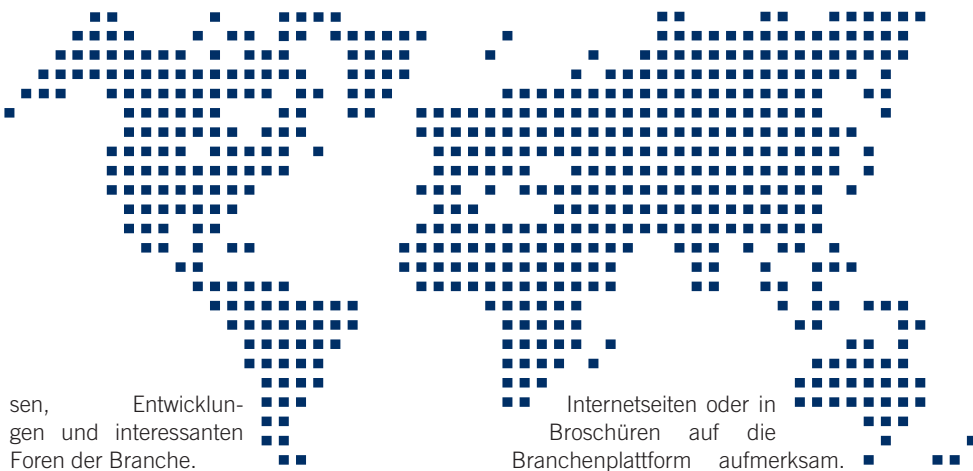 sen, Entwicklun-
gen und interessanten
Foren der Branche.
Internetseiten oder in
Broschüren auf die
Branchenplattform aufmerksam.